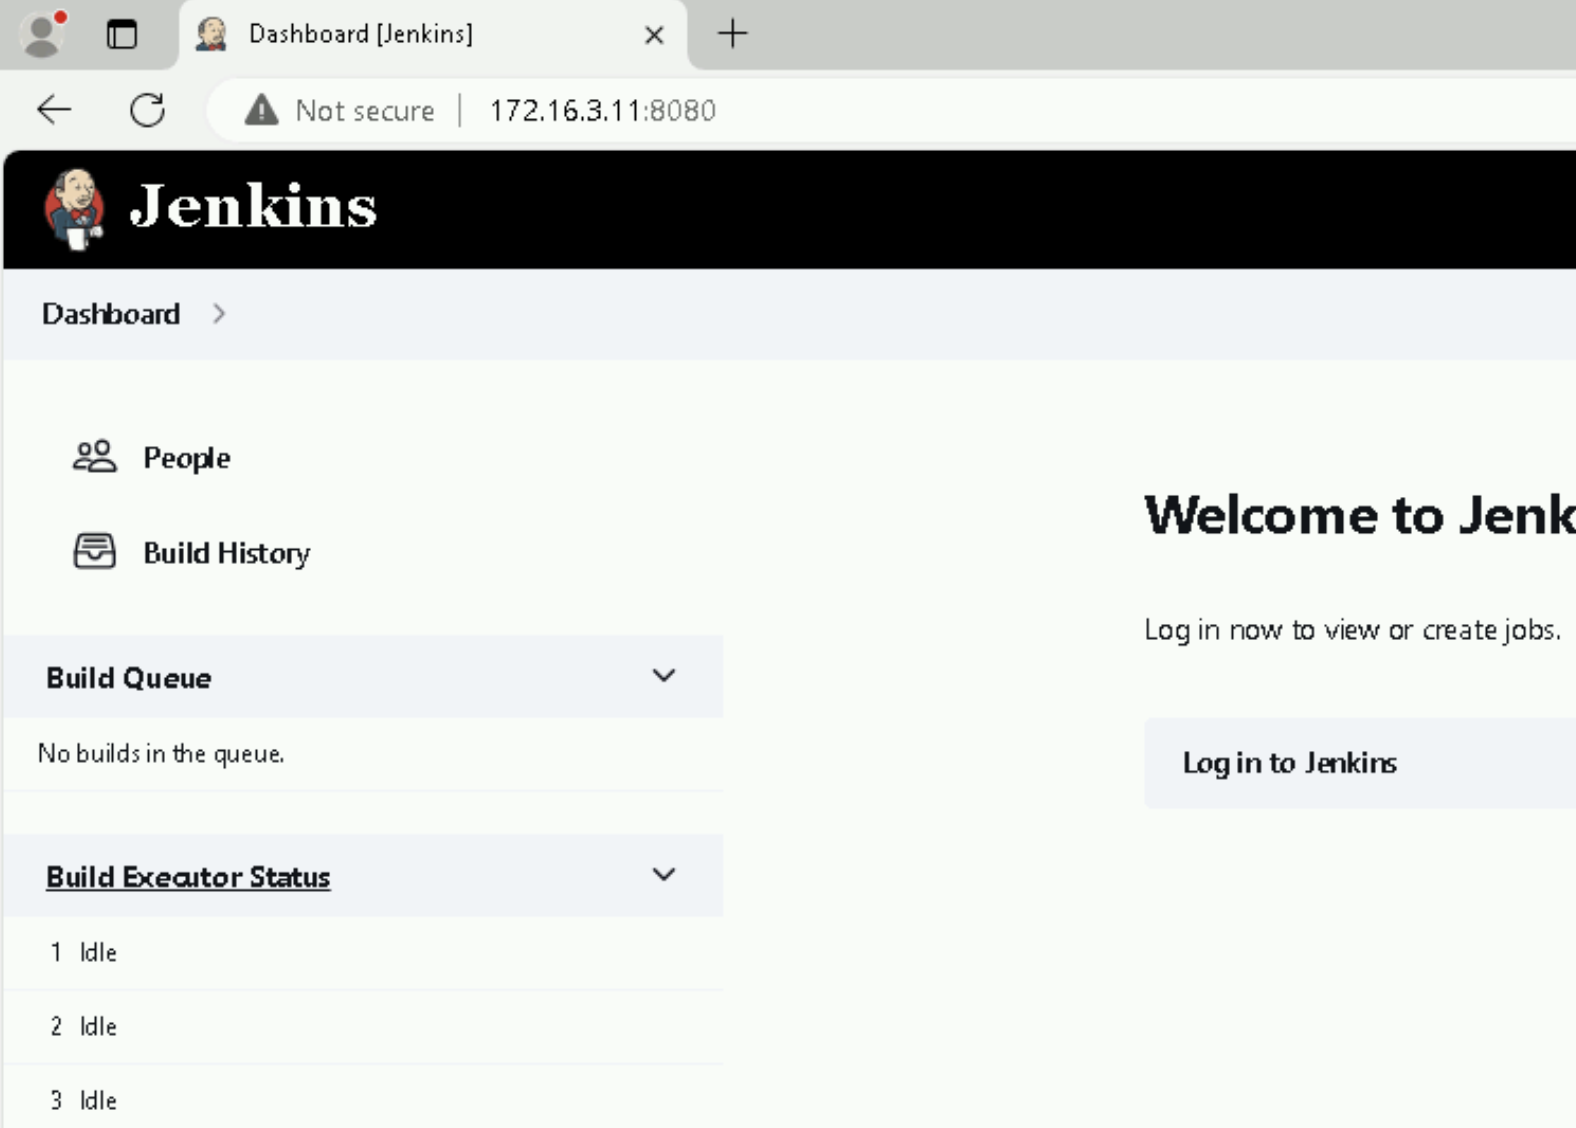 Dashboard [Jenkins]
Not secure 172.16.3.11:8080
Jenkins
Dashboard
People
Build History
Welcome to Jenk
Log in now to view or create jobs.
Log in to Jenkins
Build Queue
No builds in the queue.
Build Executor Status
1 Idle
2 Idle
3 Idle